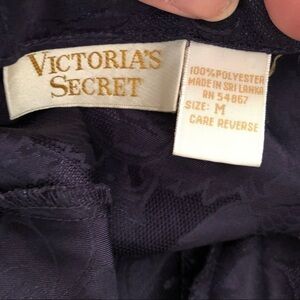 VICTORIA'S
SECRET
100% POLYESTER
MADE IN SRI LANKA
RN 54867
SIZE: M
CARE REVERSE